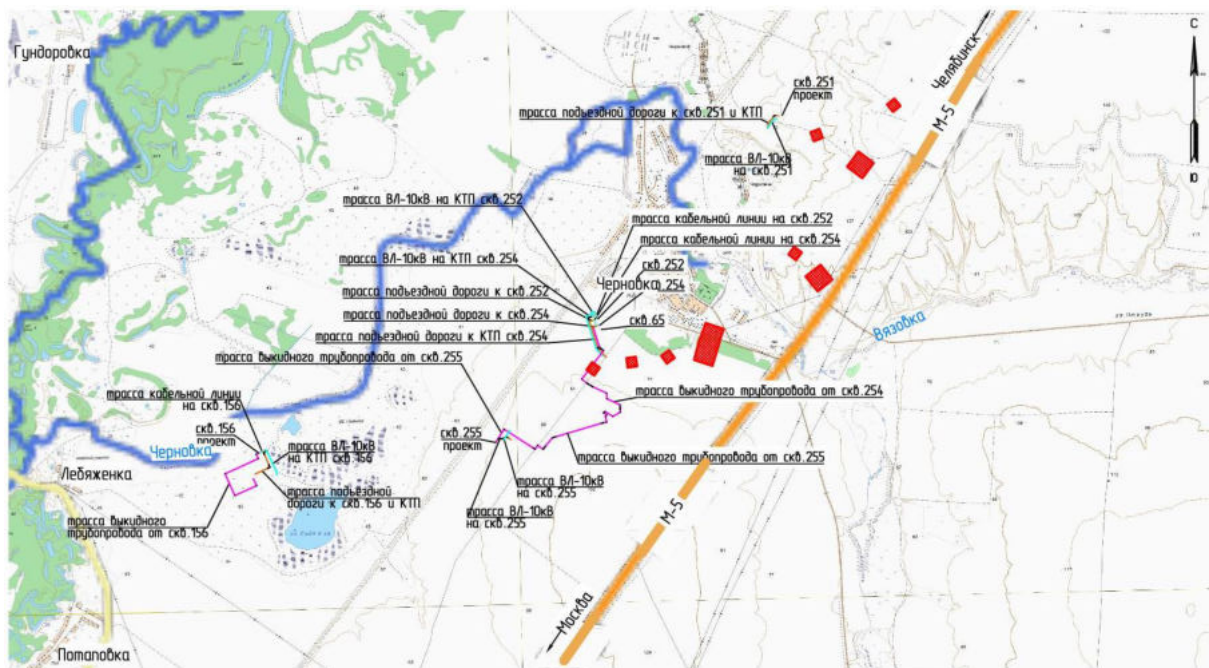 Гундоровка
Челябинск
С
Ю
М-5
скв.251
проект
трасса подъездной дороги к скв.251 и КТП
трасса ВЛ-10кВ
на скв.251
трасса ВЛ-10кВ на КТП скв.252
трасса кабельной линии на скв.252
трасса кабельной линии на скв.254
трасса ВЛ-10кВ на КТП скв.254
скв.252
Черновка
254
трасса подъездной дороги к скв.252
трасса подъездной дороги к скв.254
скв.65
трасса подъездной дороги к КТП скв.254
Вязовка
трасса выкидного трубопровода от скв.255
трасса кабельной линии
на скв.156
трасса выкидного трубопровода от скв.254
скв.156
проект
скв.255
проект
Черновка
трасса ВЛ-10кВ
на КТП скв.156
трасса выкидного трубопровода от скв.255
Лебяженка
трасса ВЛ-10кВ
на скв.255
трасса подъёздной
дороги к скв.156 и КТП
трасса ВЛ-10кВ
на скв.255
трасса выкидного
трубопровода от скв.156
М-5
Москва
Потаповка